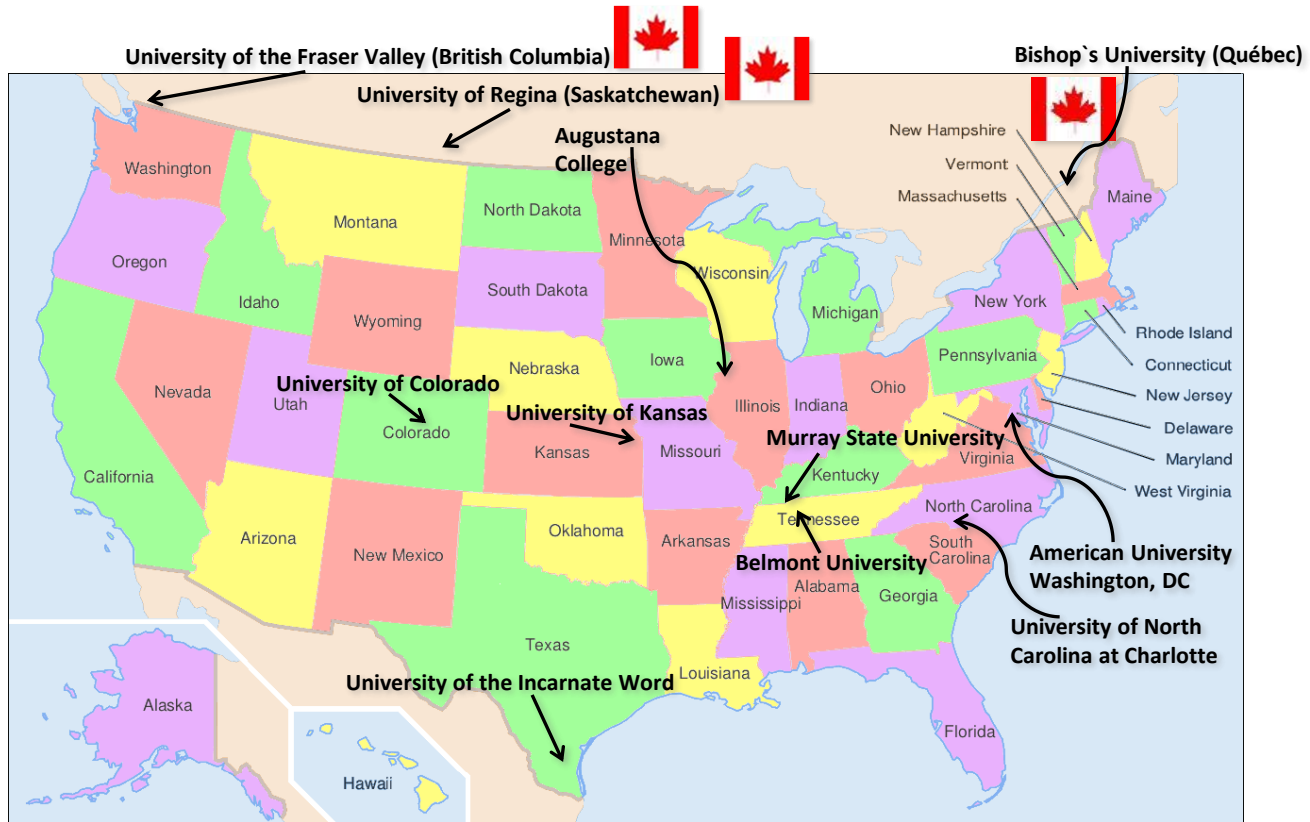 University of the Fraser Valley (British Columbia)
Bishop`s University (Québec)
University of Regina (Saskatchewan)
Augustana
College
New Hampshire
Vermont
Massachusetts
Washington
Montana
North Dakota
Minnesota
Maine
Oregon
Idaho
Wyoming
South Dakota
Wisconsin
Michigan
New York
Rhode Island
Connecticut
New Jersey
Delaware
Maryland
West Virginia
Nebraska
Iowa
Pennsylvania
Nevada
Utah
University of Colorado
Colorado
University of Kansas
Kansas
Missouri
Illinois
Indiana
Ohio
Murray State University
Virginia
Kentucky
California
Arizona
New Mexico
Oklahoma
Arkansas
Tennessee
North Carolina
South
Carolina
Belmont University
American University
Washington, DC
Mississippi
Alabama
Georgia
University of North
Carolina at Charlotte
Texas
Louisiana
University of the Incarnate Word
Florida
Alaska
Hawaii